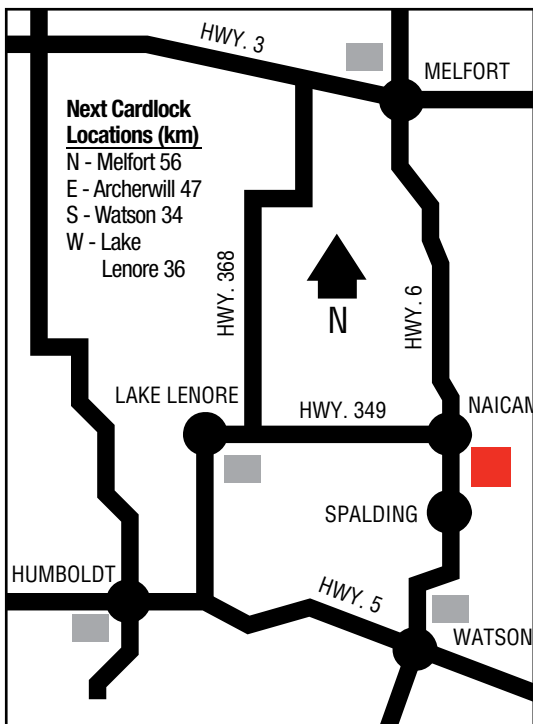 HWY. 3
MELFORT
Next Cardlock
Locations (km)
N - Melfort 56
E - Archerwill 47
S - Watson 34
W - Lake
Lenore 36
HWY. 368
N
HWY. 6
LAKE LENORE
HWY. 349
NAICAM
SPALDING
HUMBOLDT
HWY. 5
WATSON